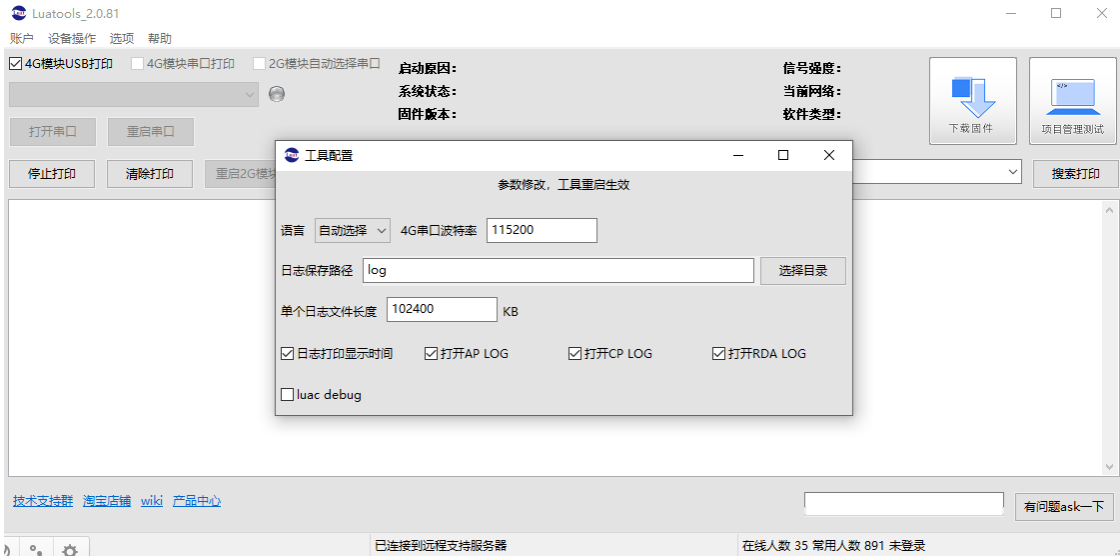 Luatools_2.0.81
账户 设备操作 选项 帮助
4G模块USB打印 4G模块串口打印 2G模块自动选择串口
启动原因：
系统状态：
固件版本：
信号强度：
当前网络：
软件类型：
下载固件
项目管理测试
打开串口 重启串口
停止打印 清除打印 重启2G模块
搜索打印
工具配置
参数修改，工具重启生效
语言 自动选择 4G串口波特率 115200
日志保存路径 log 选择目录
单个日志文件长度 102400 KB
日志打印显示时间 打开AP LOG 打开CP LOG 打开RDA LOG
luac debug
技术支持群 淘宝店铺 wiki 产品中心
有问题ask一下
已连接到远程支持服务器
在线人数 35 常用人数 891 未登录